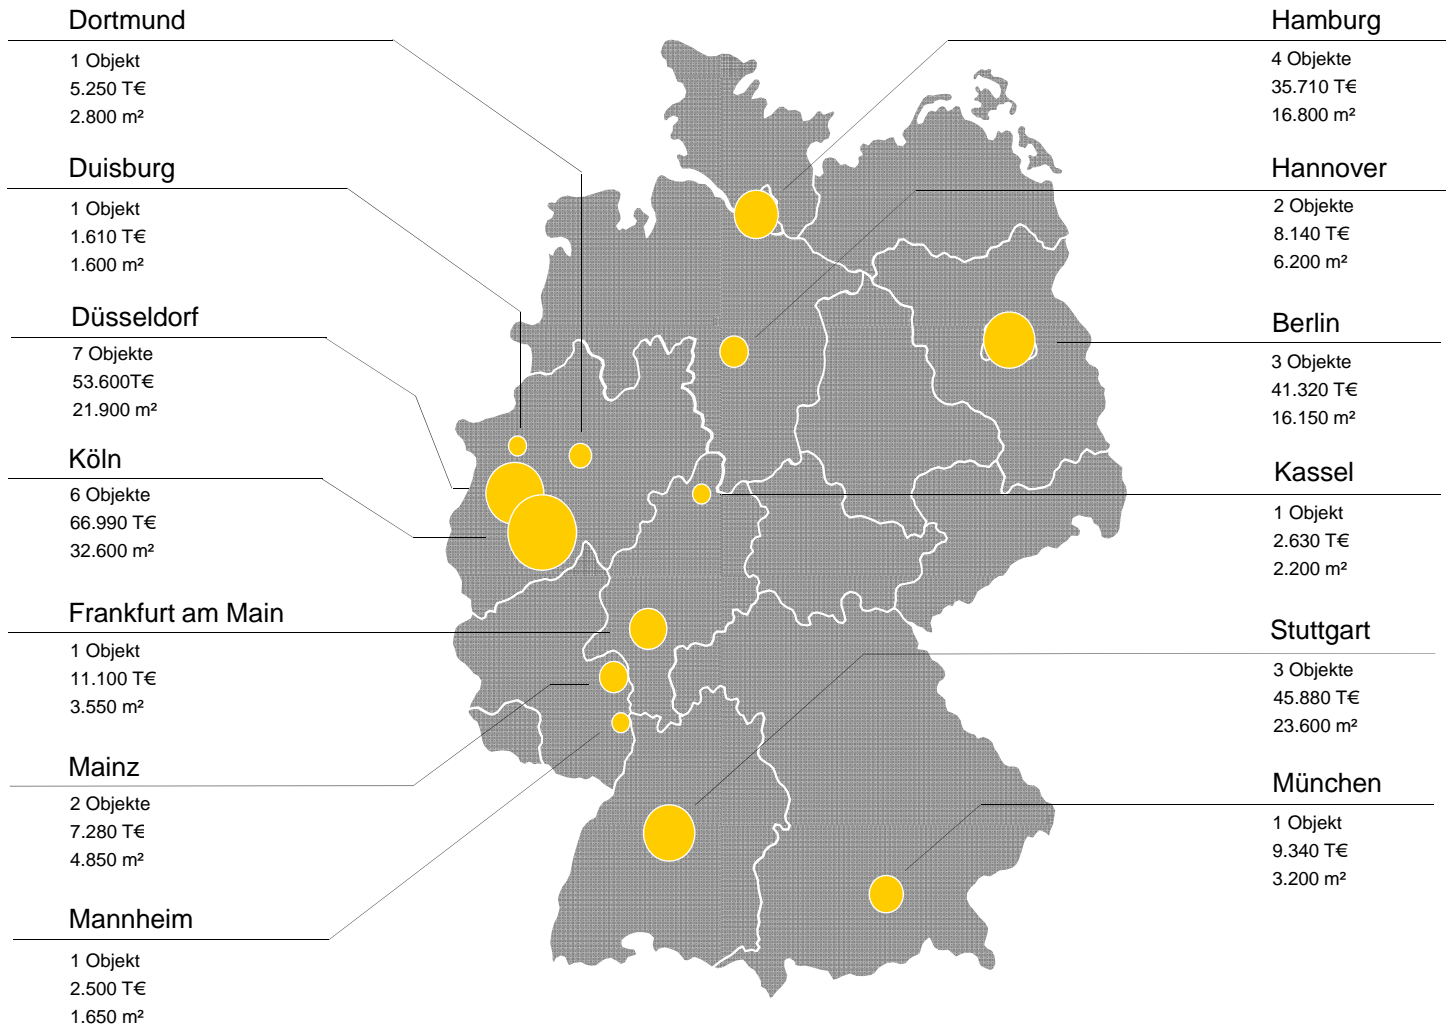 Dortmund
1 Objekt
5.250 T€
2.800 m²
Duisburg
1 Objekt
1.610 T€
1.600 m²
Düsseldorf
7 Objekte
53.600T€
21.900 m²
Köln
6 Objekte
66.990 T€
32.600 m²
Frankfurt am Main
1 Objekt
11.100 T€
3.550 m²
Mainz
2 Objekte
7.280 T€
4.850 m²
Mannheim
1 Objekt
2.500 T€
1.650 m²
Hamburg
4 Objekte
35.710 T€
16.800 m²
Hannover
2 Objekte
8.140 T€
6.200 m²
Berlin
3 Objekte
41.320 T€
16.150 m²
Kassel
1 Objekt
2.630 T€
2.200 m²
Stuttgart
3 Objekte
45.880 T€
23.600 m²
München
1 Objekt
9.340 T€
3.200 m²